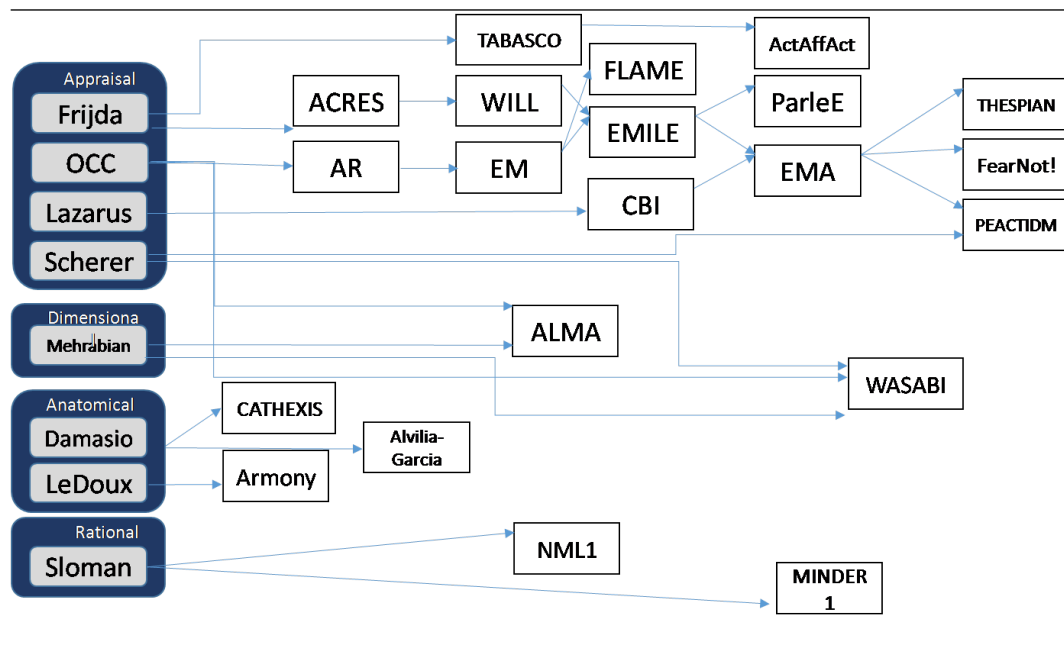 Appraisal
Frijda
OCC
Lazarus
Scherer
Dimensiona
l
Mehrabian
Anatomical
Damasio
LeDoux
Rational
Sloman
TABASCO
ActAffAct
ACRES
WILL
FLAME
ParleE
THESPIAN
AR
EM
EMILE
EMA
FearNot!
CBI
PEACTIDM
ALMA
WASABI
CATHEXIS
Alvilia-
Garcia
Armony
NML1
MINDER
1